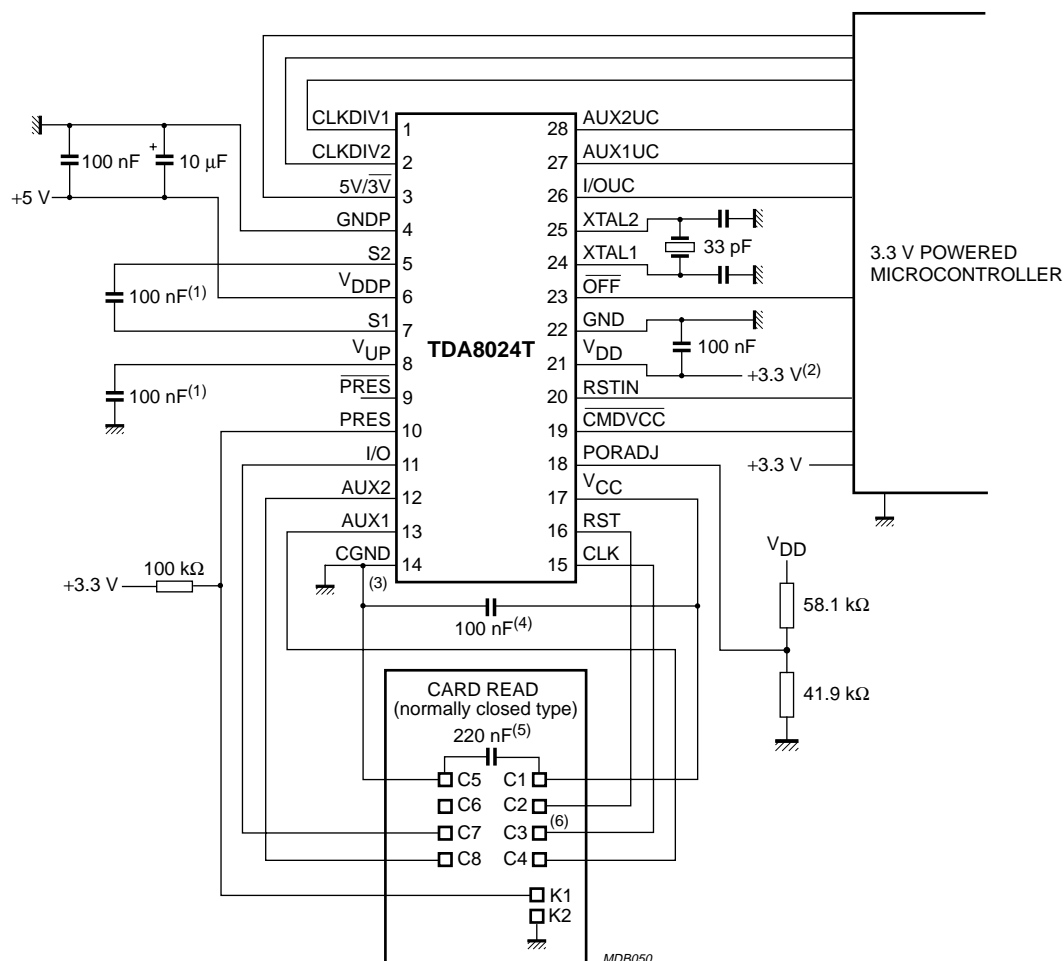 CLKDIV1
CLKDIV2
5V/3V
GNDP
S2
VDDP
S1
VUP
PRES
PRES
I/O
AUX2
AUX1
CGND
1
2
3
4
5
6
7
8
9
10
11
12
13
14
TDA8024T
28
27
26
25
24
23
22
21
20
19
18
17
16
15
AUX2UC
AUX1UC
I/OUC
XTAL2
XTAL1
OFF
GND
VDD
RSTIN
CMDVCC
PORADJ
VCC
RST
CLK
100 nF
+
10 μF
+5 V
100 nF(1)
100 nF(1)
+3.3 V
100 kΩ
(3)
100 nF(4)
33 pF
100 nF
+3.3 V(2)
3.3 V POWERED
MICROCONTROLLER
+3.3 V
VDD
58.1 kΩ
41.9 kΩ
CARD READ
(normally closed type)
220 nF(5)
C5 C1
C6 C2
(6)
C7 C3
C8 C4
K1
K2
MDB050